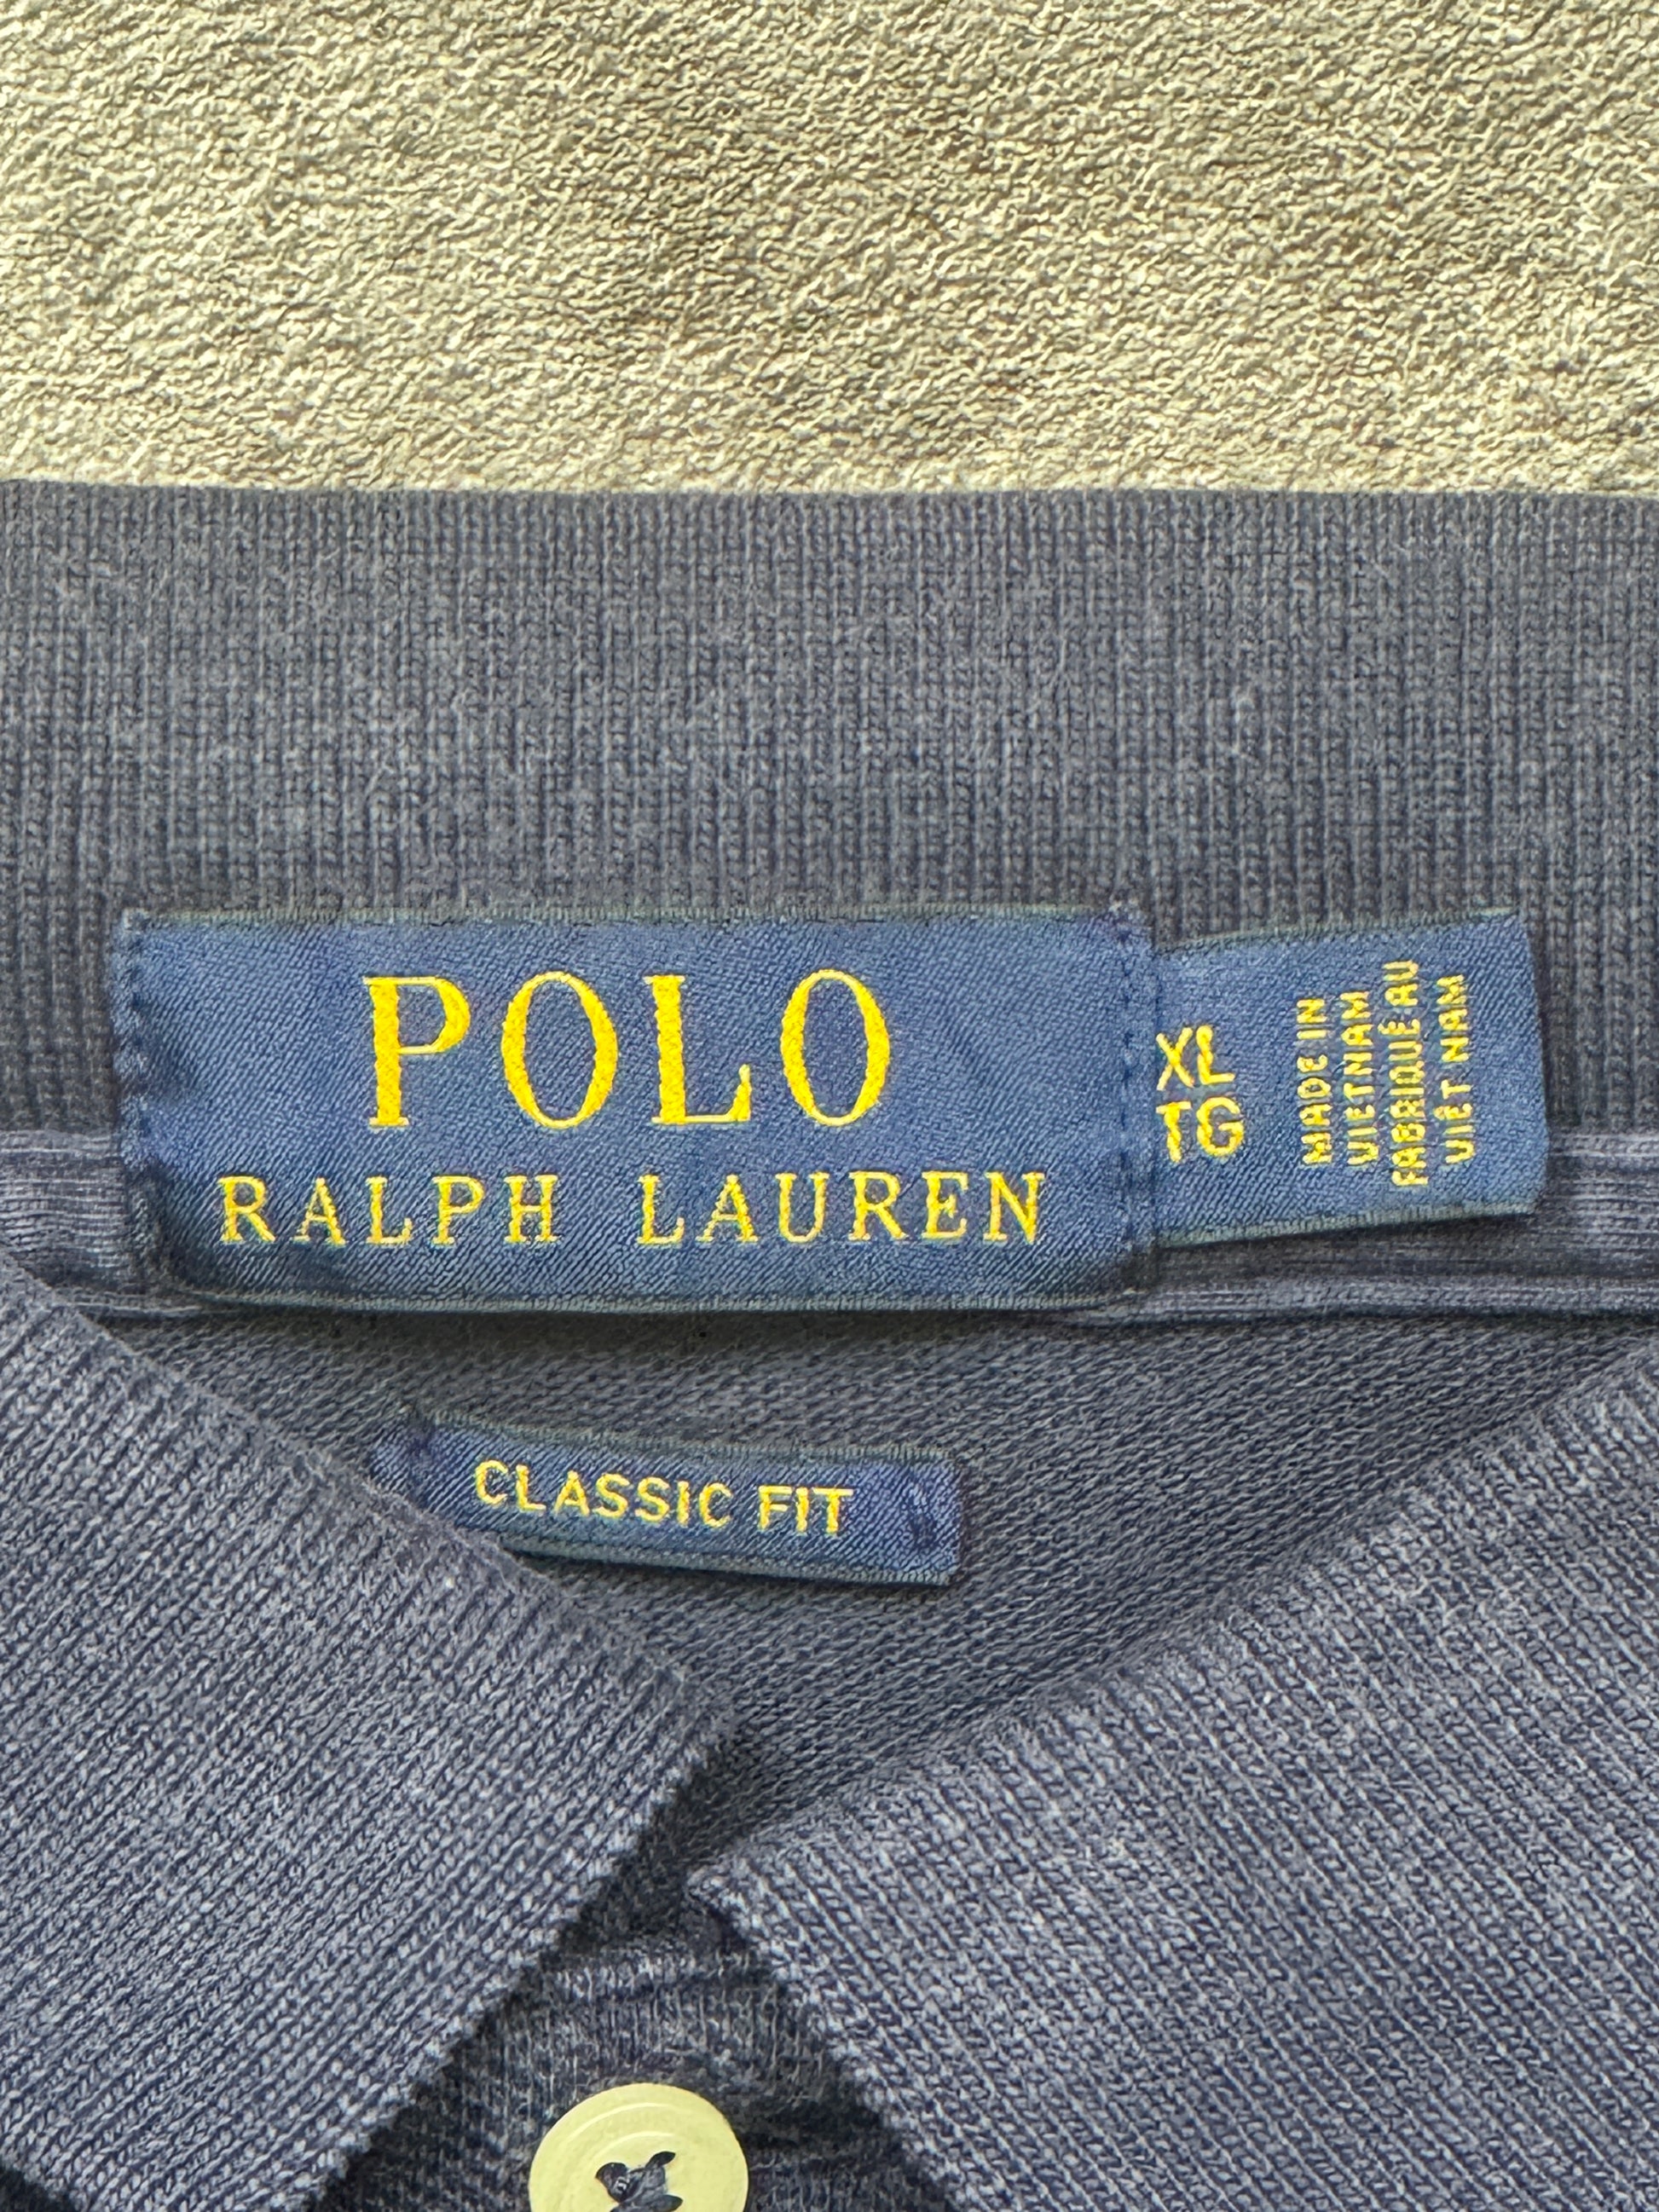 POLO
RALPH LAUREN
XL
TG
MADE IN
VIETNAM
FABRIQUÉ AU
VIÊT NAM
CLASSIC FIT